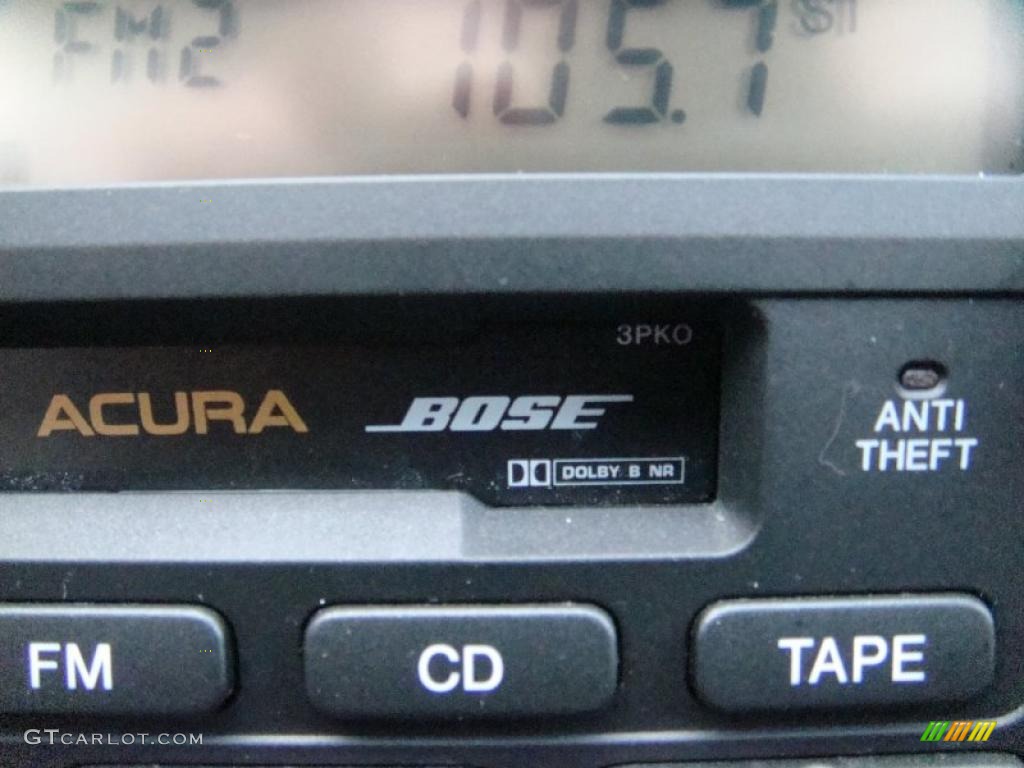 FM2 105.7 ST
3PKO
ACURA BOSE
DOLBY B NR
ANTI
THEFT
FM CD TAPE
GTCARLOT.COM